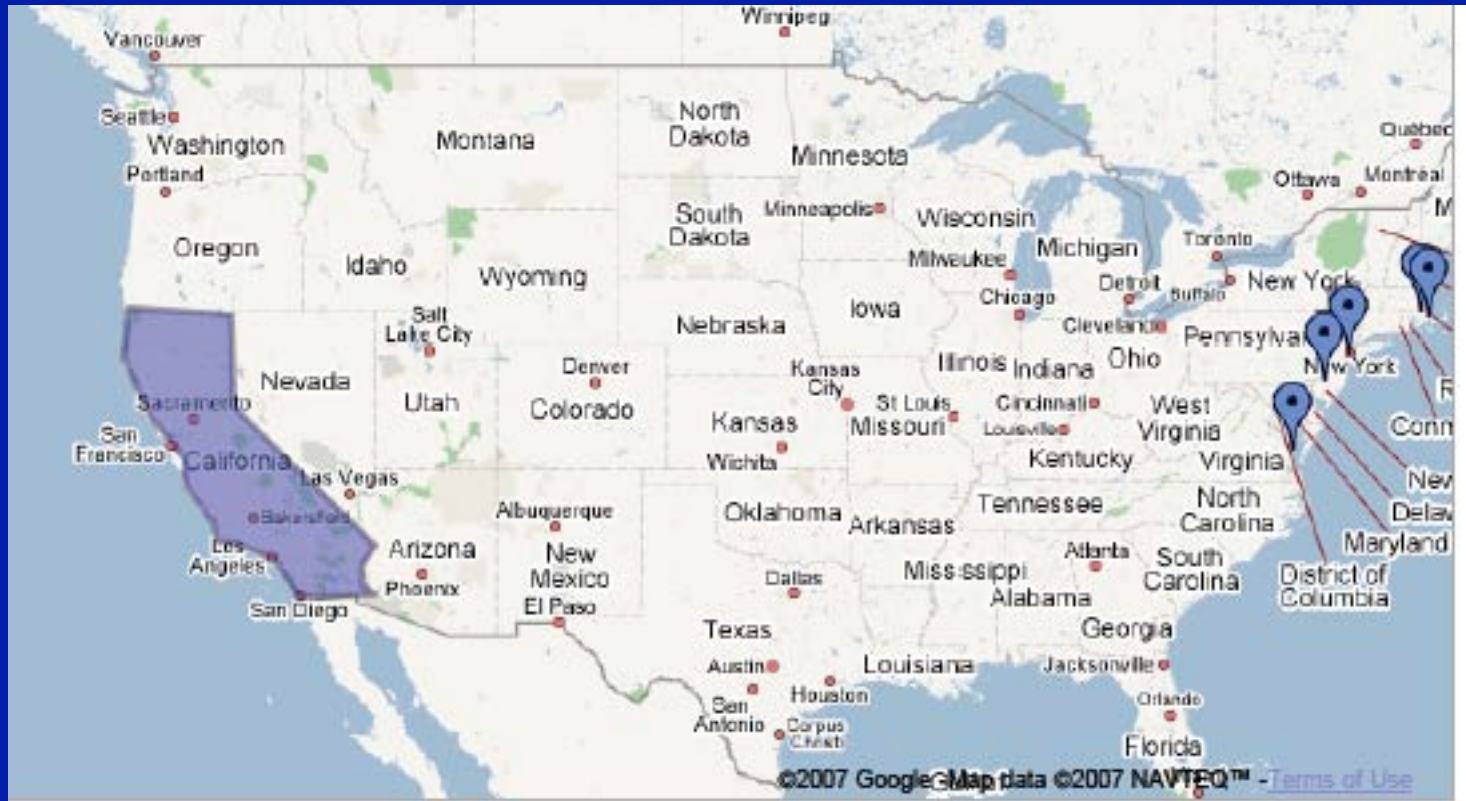 Winnipeg
Vancouver
Seattle
Washington
Montana
North
Dakota
Minnesota
Québec
Portland
Ottawa
Montréal
Oregon
Idaho
Wyoming
South
Dakota
Minneapolis
Wisconsin
Michigan
Toronto
Milwaukee
Iowa
Chicago
Detroit
Buffalo
New York
Salt
Lake City
Nebraska
Cleveland
Pennsylva
Nevada
Utah
Denver
Colorado
Kansas
City
Illinois
Indiana
Ohio
New York
Sacramento
San
Francisco
California
Las Vegas
Kansas
Wichita
St Louis
Missouri
Cincinnati
Louisville
West
Virginia
Kentucky
Virginia
Conn
New
Bakersfield
Albuquerque
Oklahoma
Arkansas
Tennessee
North
Carolina
Delaw
Maryland
Los
Angeles
Arizona
Phoenix
New
Mexico
El Paso
Dallas
Mississippi
Atlanta
Alabama
South
Carolina
District of
Columbia
San Diego
Texas
Georgia
Austin
Houston
Louisiana
Jacksonville
San
Antonio
Corpus
Christi
Orlando
Florida
©2007 Google - Map data ©2007 NAVTEQ™ - Terms of Use